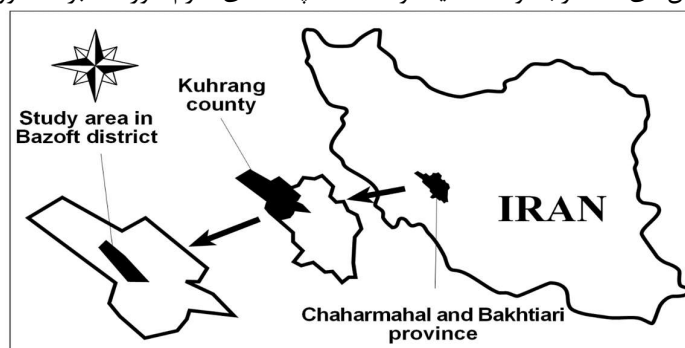 Kuhrang
county
Study area in
Bazoft district
IRAN
Chaharmahal and Bakhtiari
province